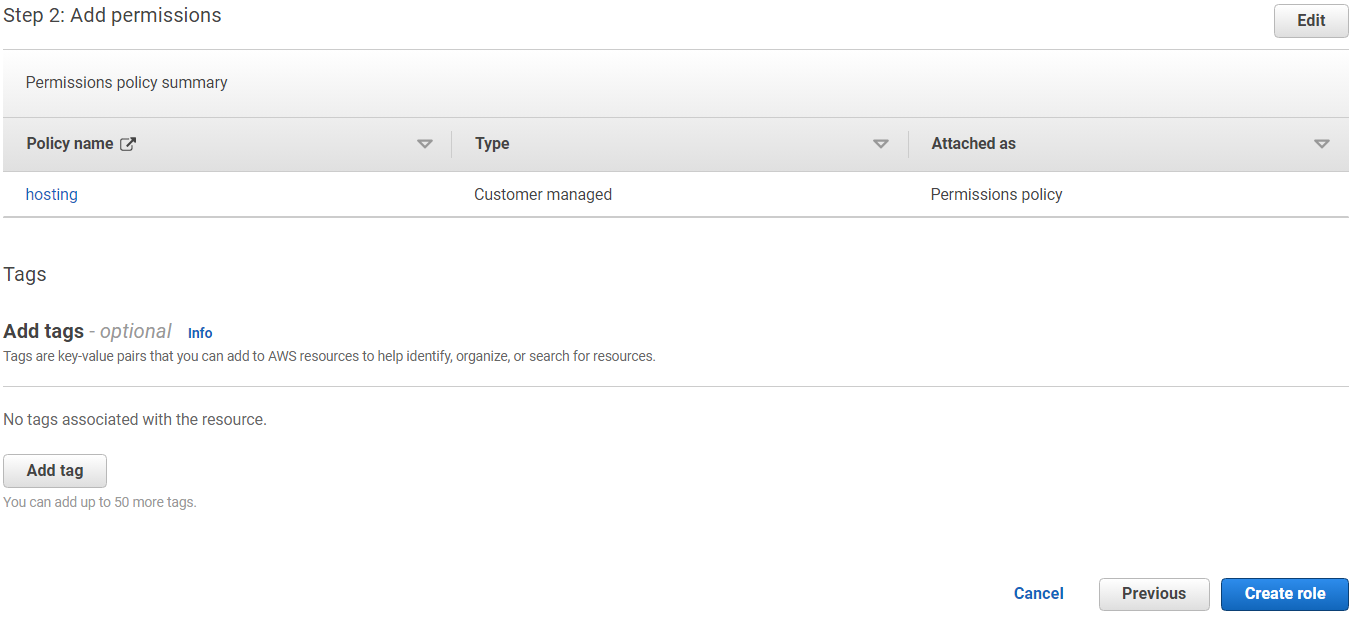 Step 2: Add permissions
Edit
Permissions policy summary
Policy name Type Attached as
hosting Customer managed Permissions policy
Tags
Add tags - optional Info
Tags are key-value pairs that you can add to AWS resources to help identify, organize, or search for resources.
No tags associated with the resource.
Add tag
You can add up to 50 more tags.
Cancel Previous Create role